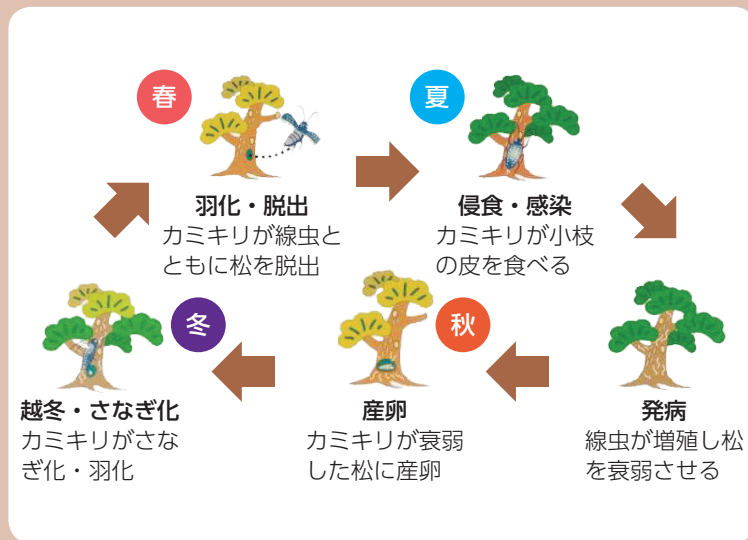 春
羽化・脱出
カミキリが線虫と
ともに松を脱出
夏
侵食・感染
カミキリが小枝
の皮を食べる
発病
線虫が増殖し松
を衰弱させる
秋
産卵
カミキリが衰弱
した松に産卵
冬
越冬・さなぎ化
カミキリがさな
ぎ化・羽化